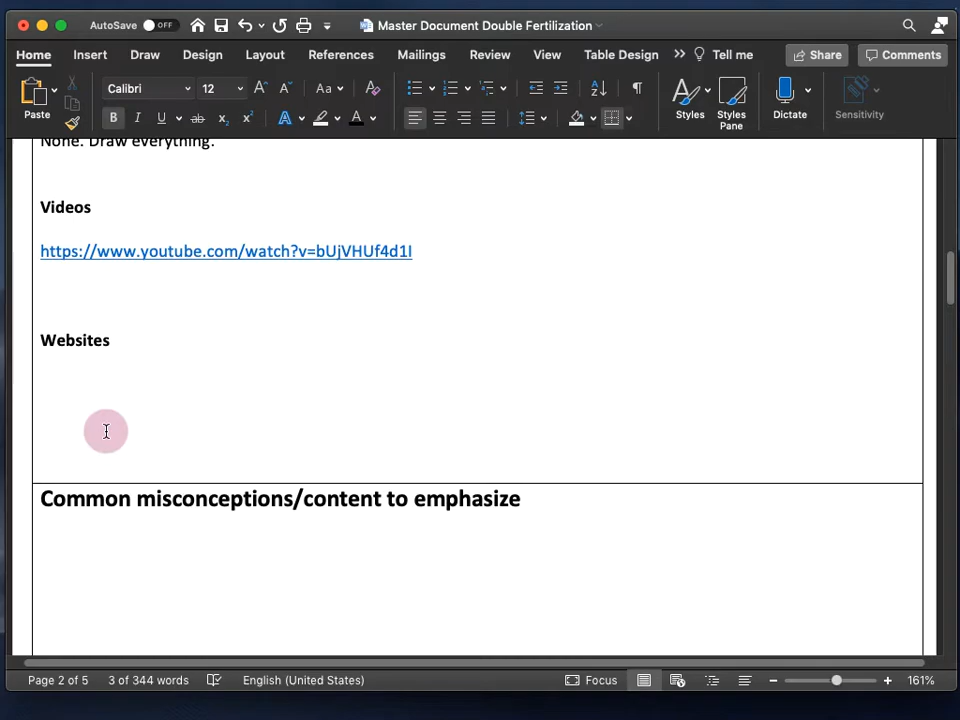 AutoSave OFF Master Document Double Fertilization
Home Insert Draw Design Layout References Mailings Review View Table Design >> Tell me Share Comments
Paste Calibri 12 Aa Styles Styles Pane Dictate Sensitivity
None. Draw everything.
Videos
https://www.youtube.com/watch?v=bUjVHUf4d1I
Websites
Common misconceptions/content to emphasize
Page 2 of 5 3 of 344 words English (United States) Focus 161%